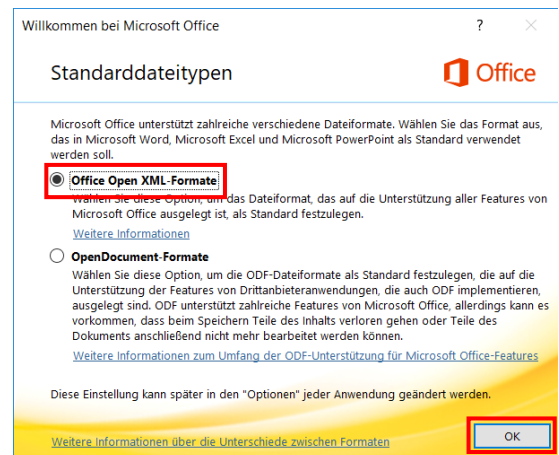 Willkommen bei Microsoft Office ? ×
Standarddateitypen
Office
Microsoft Office unterstützt zahlreiche verschiedene Dateiformate. Wählen Sie das Format aus,
das in Microsoft Word, Microsoft Excel und Microsoft PowerPoint als Standard verwendet
werden soll.
Office Open XML-Formate
Wählen Sie diese Option, um das Dateiformat, das auf die Unterstützung aller Features von
Microsoft Office ausgelegt ist, als Standard festzulegen.
Weitere Informationen
OpenDocument-Formate
Wählen Sie diese Option, um die ODF-Dateiformate als Standard festzulegen, die auf die
Unterstützung der Features von Drittanbieteranwendungen, die auch ODF implementieren,
ausgelegt sind. ODF unterstützt zahlreiche Features von Microsoft Office, allerdings kann es
vorkommen, dass beim Speichern Teile des Inhalts verloren gehen oder Teile des
Dokuments anschließend nicht mehr bearbeitet werden können.
Weitere Informationen zum Umfang der ODF-Unterstützung für Microsoft Office-Features
Diese Einstellung kann später in den "Optionen" jeder Anwendung geändert werden.
Weitere Informationen über die Unterschiede zwischen Formaten
OK